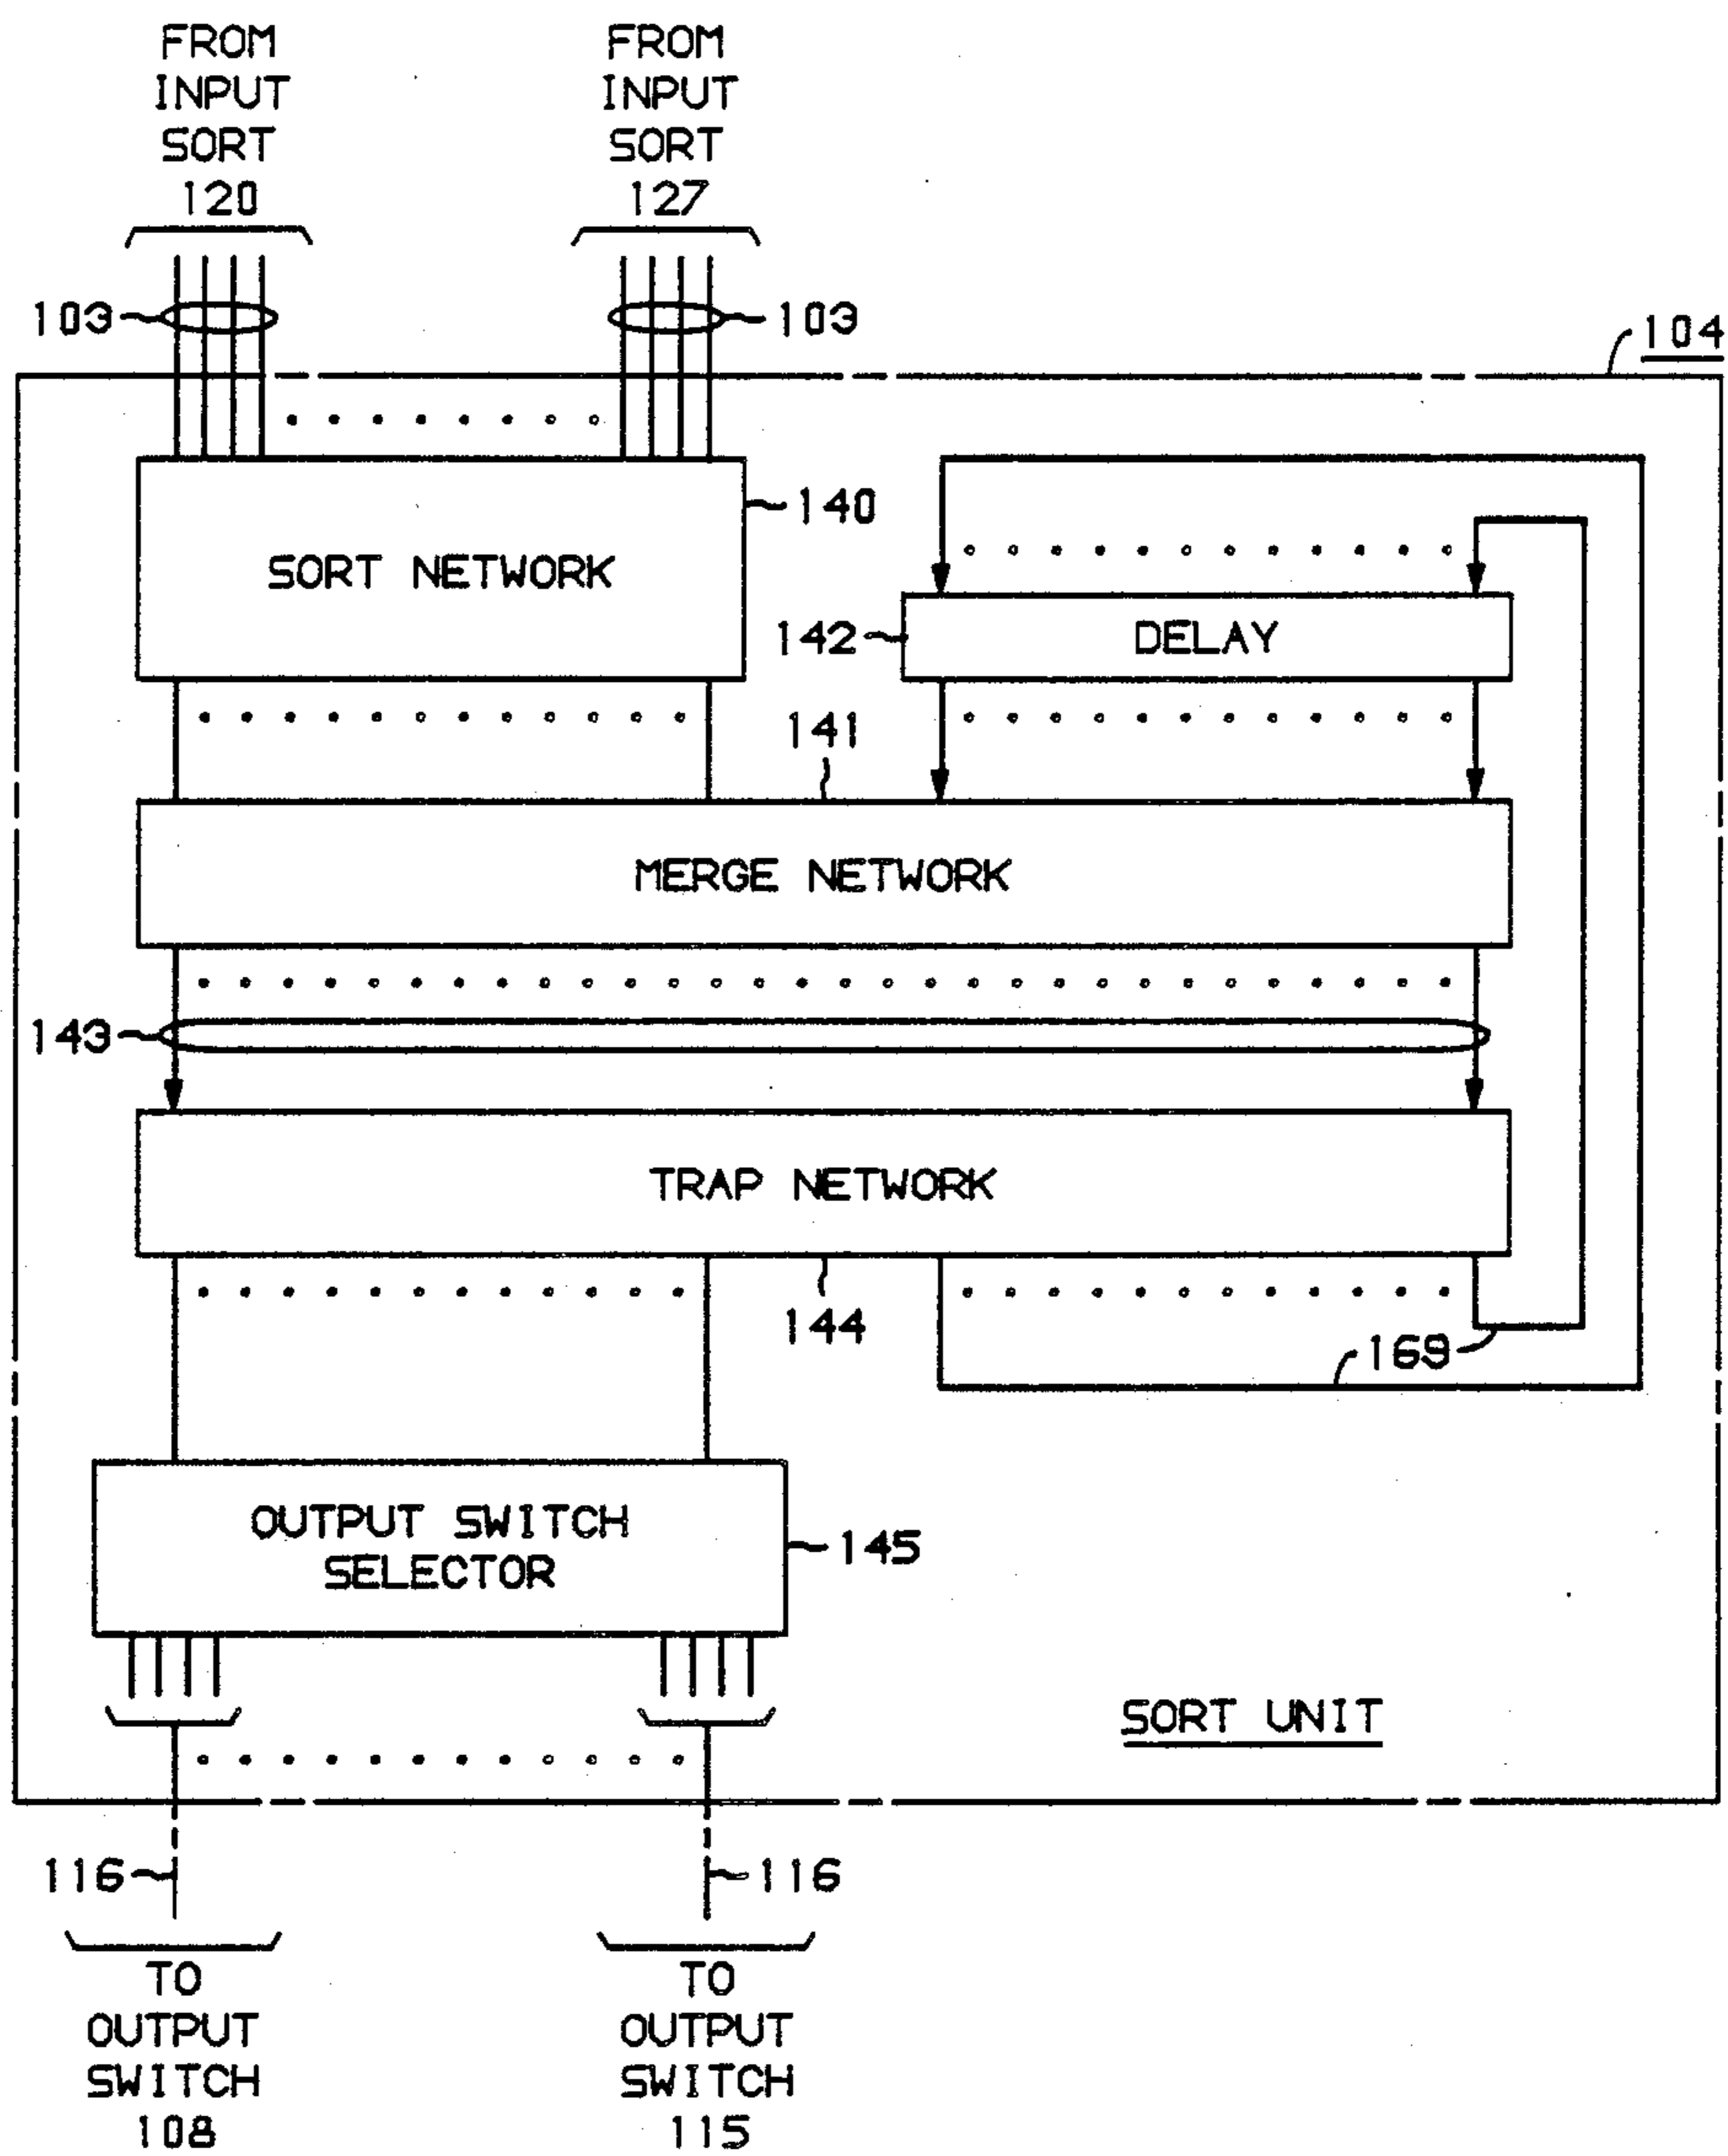 FROM
INPUT
SORT
120
FROM
INPUT
SORT
127
103
103
104
140
SORT NETWORK
142
DELAY
141
MERGE NETWORK
143
TRAP NETWORK
144
169
OUTPUT SWITCH
SELECTOR
145
SORT UNIT
116
116
TO
OUTPUT
SWITCH
108
TO
OUTPUT
SWITCH
115